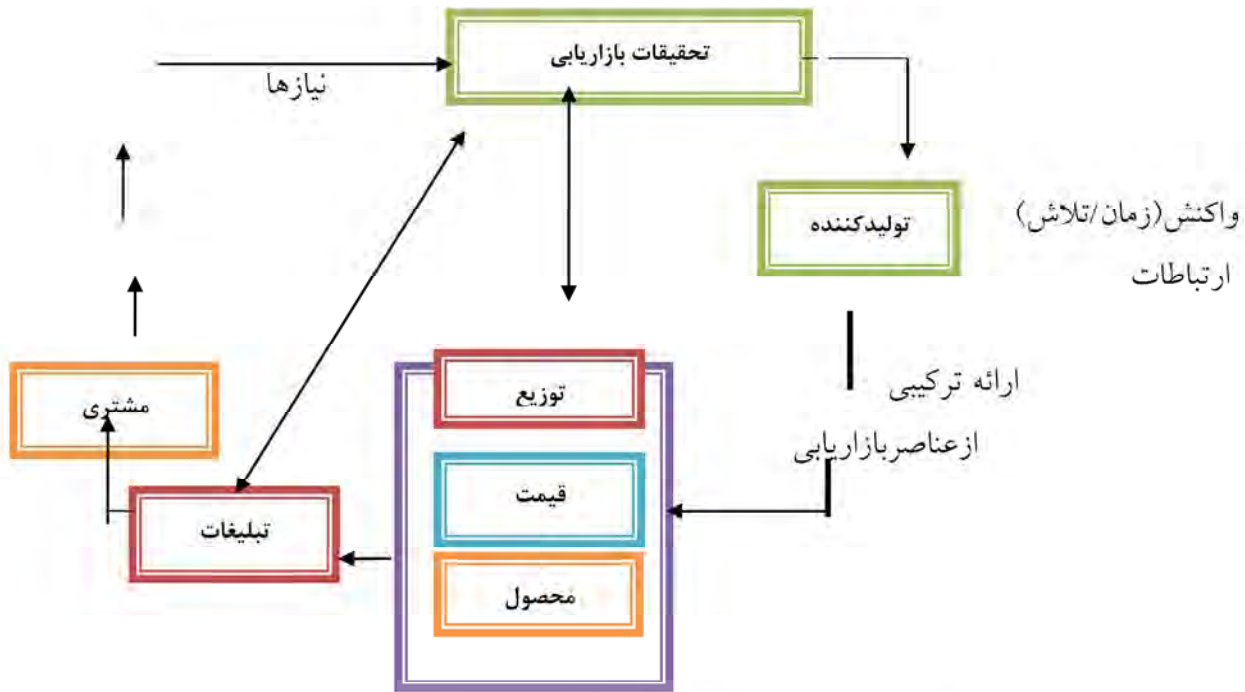 تحقیقات بازاریابی
نیازها
تولیدکننده
واکنش(زمان/تلاش)
ارتباطات
ارائه ترکیبی
ازعناصربازاریابی
توزیع
قیمت
محصول
تبلیغات
مشتری